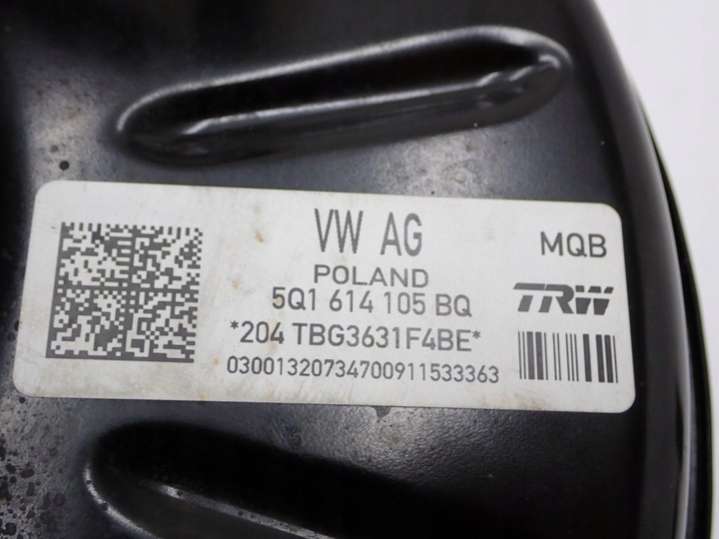 VW AG
MQB
POLAND
5Q1 614 105 BQ
TRW
*204 TBG3631F4BE*
03001320734700911533363